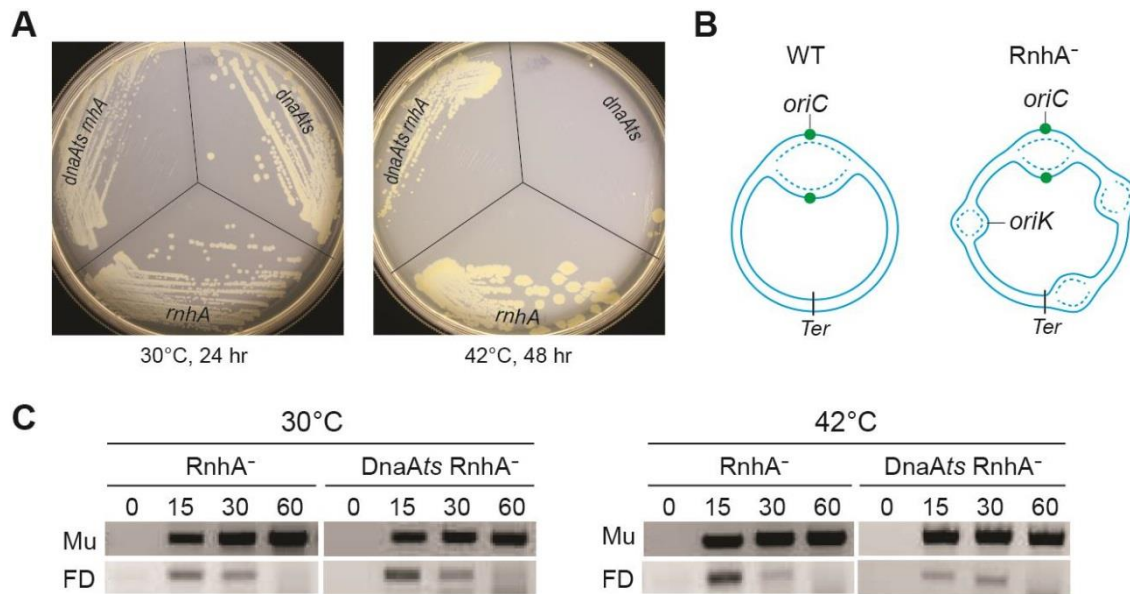 A
dnaAts rnhA
dnaAts
rnhA
30°C, 24 hr
dnaAts rnhA
dnaAts
rnhA
42°C, 48 hr
B
WT
oriC
Ter
RnhA⁻
oriC
oriK
Ter
C
30°C
RnhA⁻ DnaAts RnhA⁻
0 15 30 60 0 15 30 60
Mu
FD
42°C
RnhA⁻ DnaAts RnhA⁻
0 15 30 60 0 15 30 60
Mu
FD